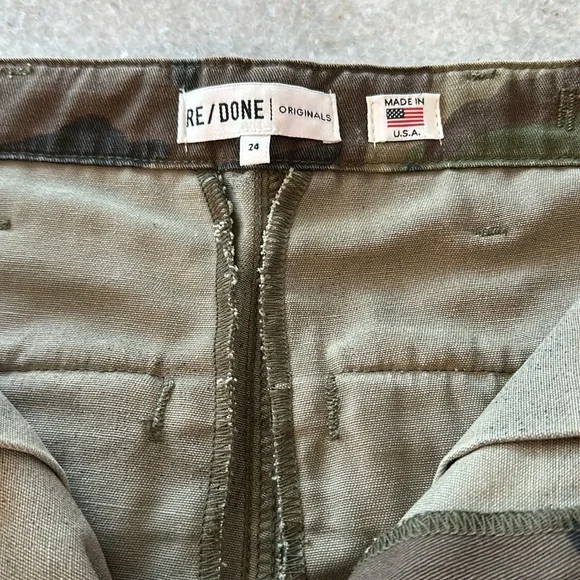 RE/DONE | ORIGINALS
24
MADE IN
U.S.A.